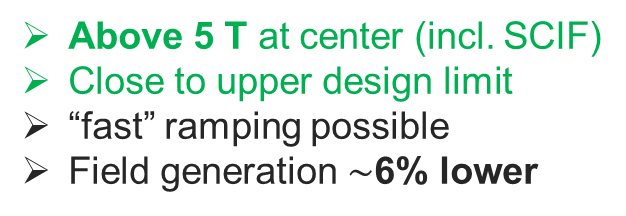 ➢ Above 5 T at center (incl. SCIF)
➢ Close to upper design limit
➢ “fast” ramping possible
➢ Field generation ~6% lower